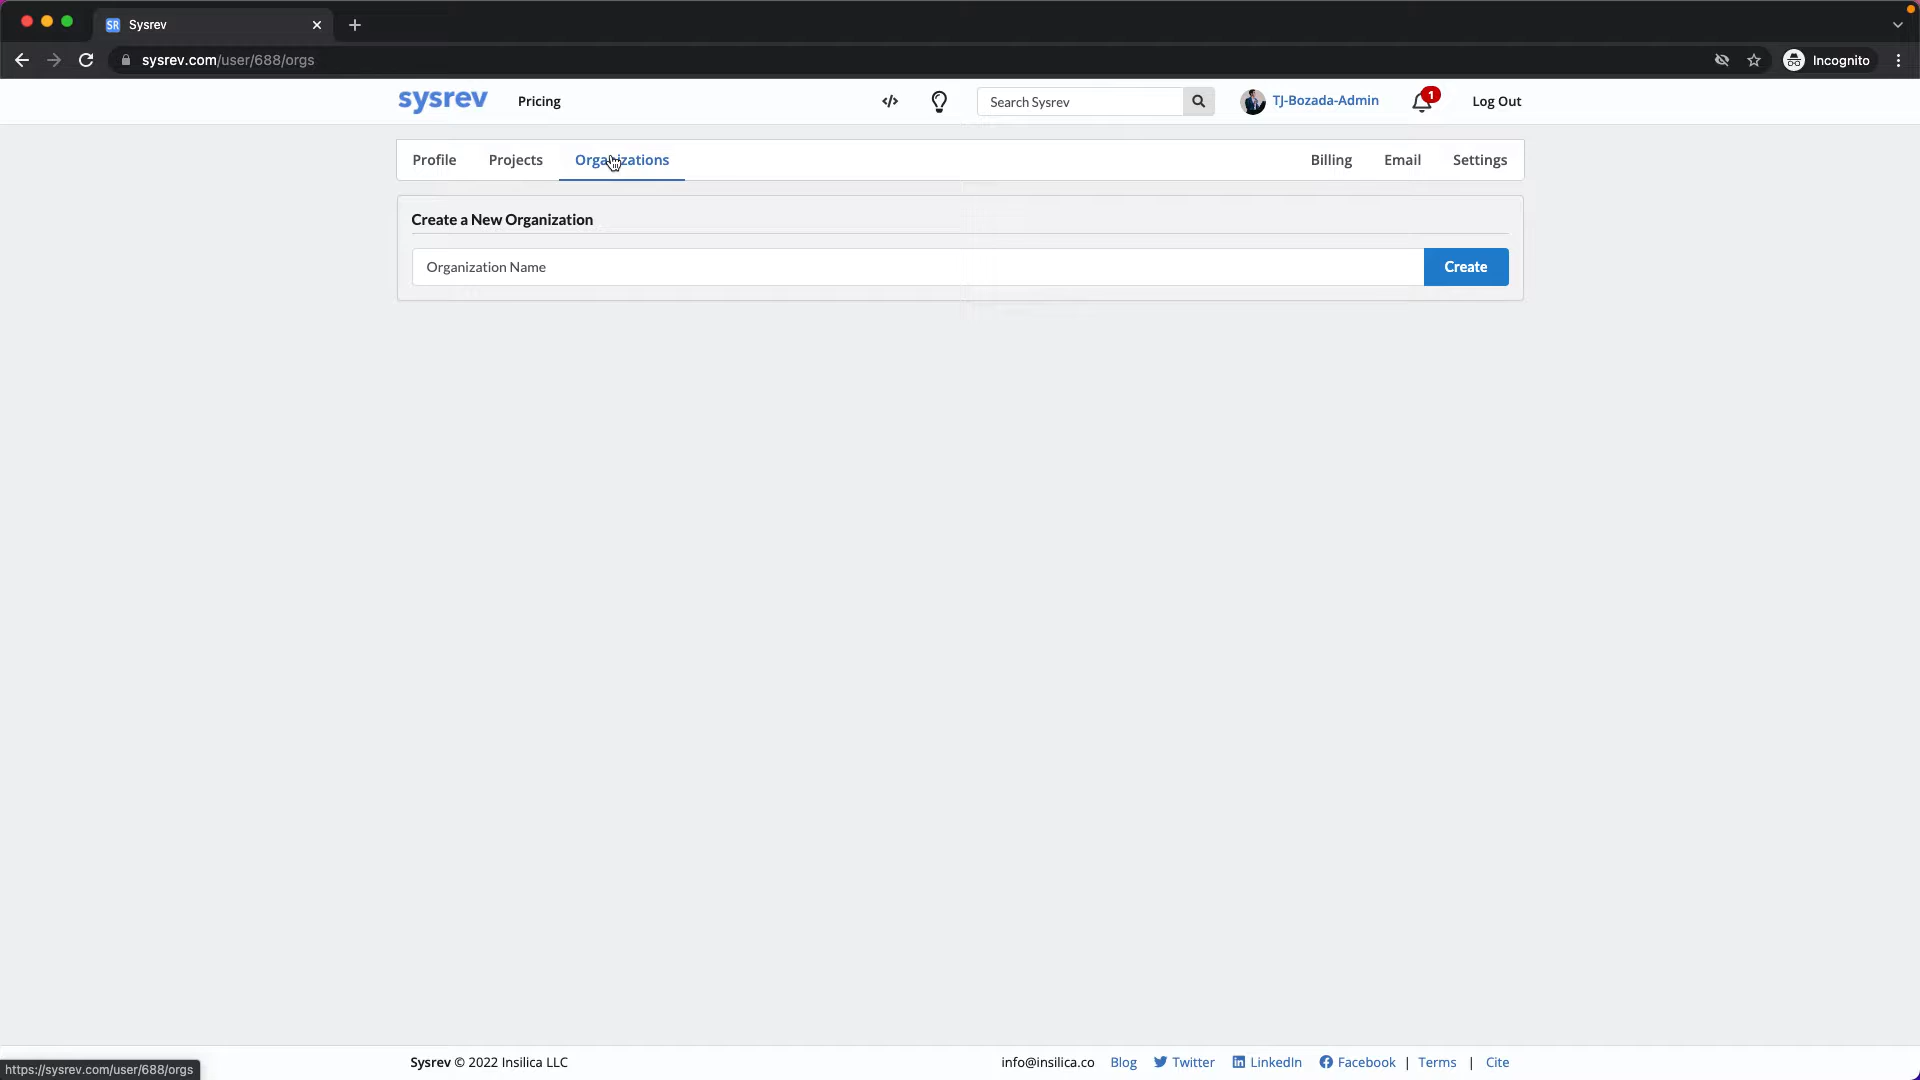 SR Sysrev
sysrev.com/user/688/orgs
Incognito
sysrev Pricing
</>
Search Sysrev
TJ-Bozada-Admin
1
Log Out
Profile Projects Organizations Billing Email Settings
Create a New Organization
Organization Name Create
Sysrev © 2022 Insilica LLC info@insilica.co Blog Twitter LinkedIn Facebook | Terms | Cite
https://sysrev.com/user/688/orgs